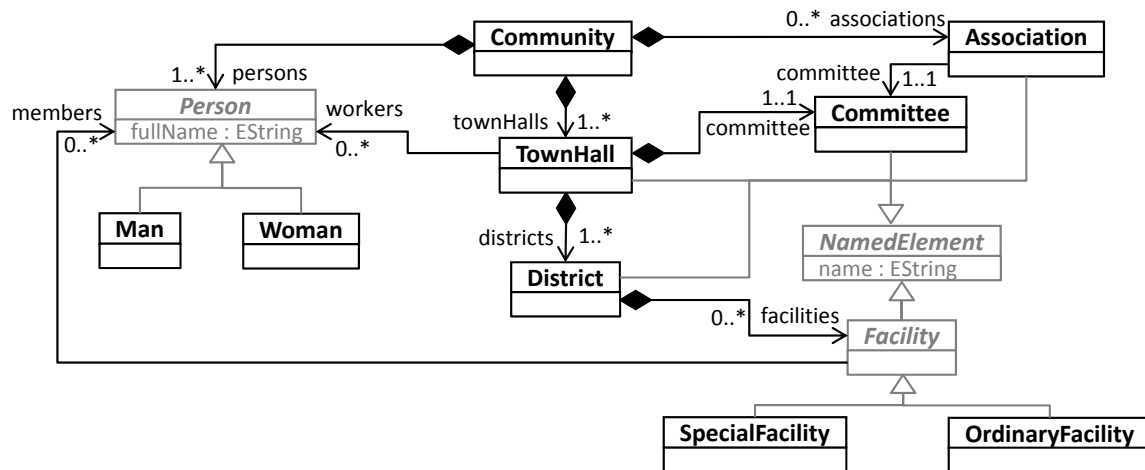 Community
0..* associations
Association
1..* persons
committee
1..1
members
0..*
Person
fullName : EString
workers
0..*
townHalls
1..*
1..1
committee
Committee
TownHall
Man
Woman
districts
1..*
NamedElement
name : EString
District
0..*
facilities
Facility
SpecialFacility
OrdinaryFacility